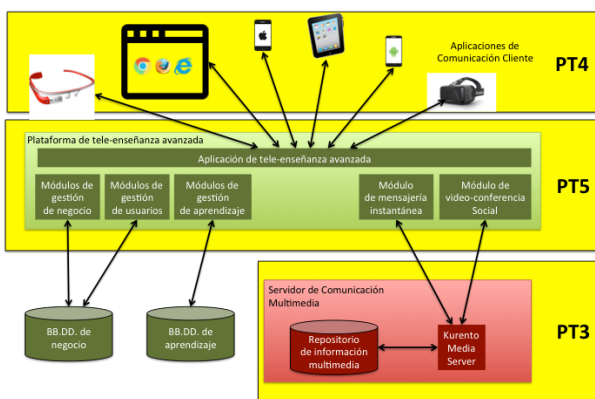 Aplicaciones de
Comunicación Cliente
PT4
Plataforma de tele-enseñanza avanzada
Aplicación de tele-enseñanza avanzada
Módulos de
gestión
de negocio
Módulos de
gestión
de usuarios
Módulos de
gestión
de aprendizaje
Módulo
de mensajería
instantánea
Módulo de
video-conferencia
Social
PT5
BB.DD. de
negocio
BB.DD. de
aprendizaje
Servidor de Comunicación
Multimedia
Repositorio
de información
multimedia
Kurento
Media
Server
PT3